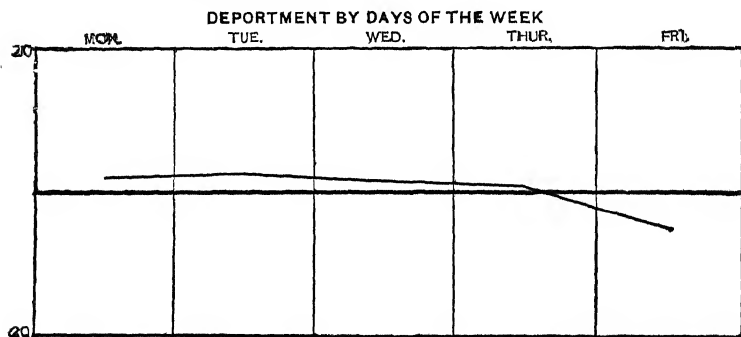 DEPORTMENT BY DAYS OF THE WEEK
20 MON. TUE. WED. THUR. FRI.
20